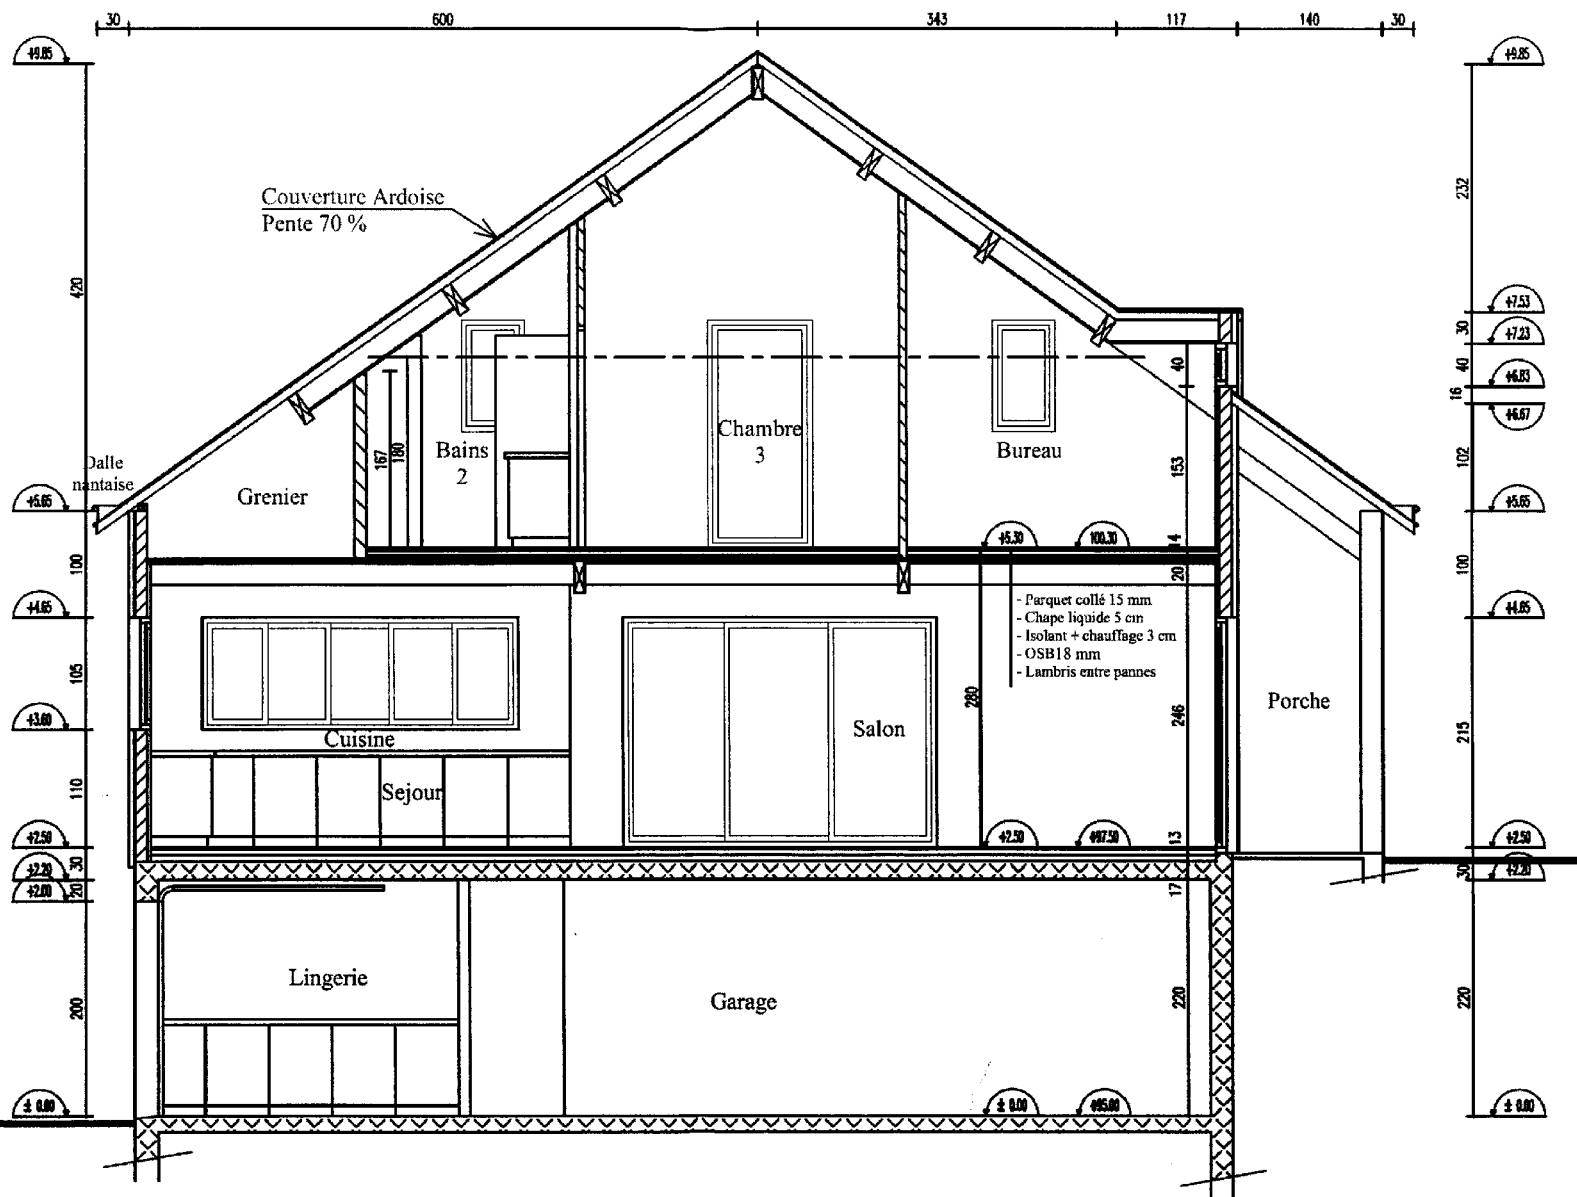 30 600 343 117 140 30
+9.85 +9.85
Couverture Ardoise
Pente 70 %
232
420
+7.53
30
+7.23
40 40
+6.83
16
+6.67
Chambre
3
Bains
2
Bureau
167 180
153
102
Dalle
nantaise
Grenier
+5.65 +5.65
+5.30 100.30
14
100 20 100
- Parquet collé 15 mm
- Chape liquide 5 cm
- Isolant + chauffage 3 cm
- OSB18 mm
- Lambris entre pannes
+4.65 +4.65
105
280
246
215
Porche
Salon
+3.60
Cuisine
Sejour
110
+2.50 +2.50 +97.50 13 +2.50
30 +2.20 +2.20 30
20 +2.00 17
Lingerie
Garage
200 220 220
± 0.00 ± 0.00 +95.00 ± 0.00